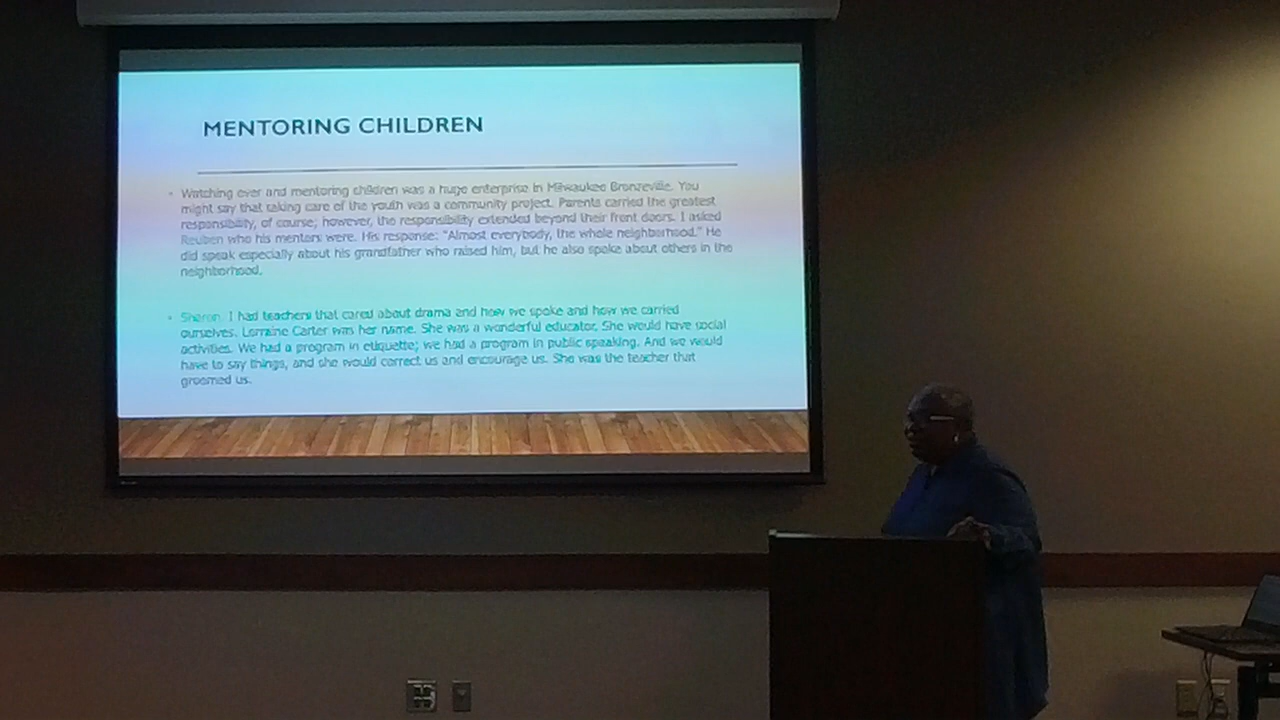 MENTORING CHILDREN
• Watching over and mentoring children was a huge enterprise in Milwaukee Bronzeville. You
might say that taking care of the youth was a community project. Parents carried the greatest
responsibility, of course; however, the responsibility extended beyond their front doors. I asked
Reuben who his mentors were. His response: "Almost everybody, the whole neighborhood." He
did speak especially about his grandfather who raised him, but he also spoke about others in the
neighborhood.
• Sharon. I had teachers that cared about drama and how we spoke and how we carried
ourselves. Lorraine Carter was her name. She was a wonderful educator. She would have social
activities. We had a program in etiquette; we had a program in public speaking. And we would
have to say things, and she would correct us and encourage us. She was the teacher that
groomed us.